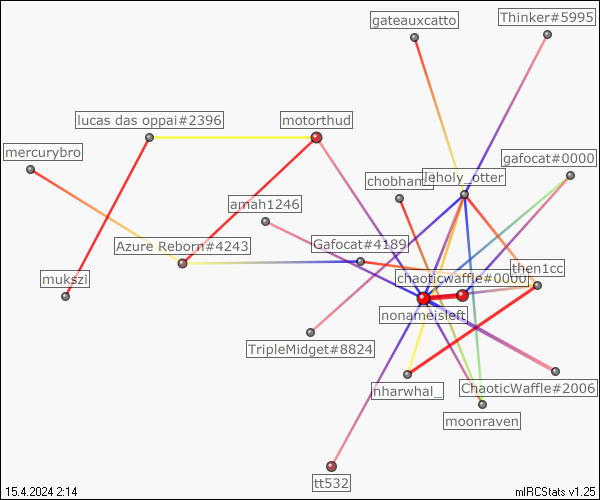 gateauxcatto
Thinker#5995
lucas das oppai#2396
motorthud
mercurybro
gafocat#0000
chobham
leholy_otter
amah1246
Azure Reborn#4243
Gafocat#4189
then1cc
chaoticwaffle#0000
mukszi
nonameisleft
TripleMidget#8824
nharwhal_
ChaoticWaffle#2006
moonraven
tt532
15.4.2024 2:14
mIRCStats v1.25